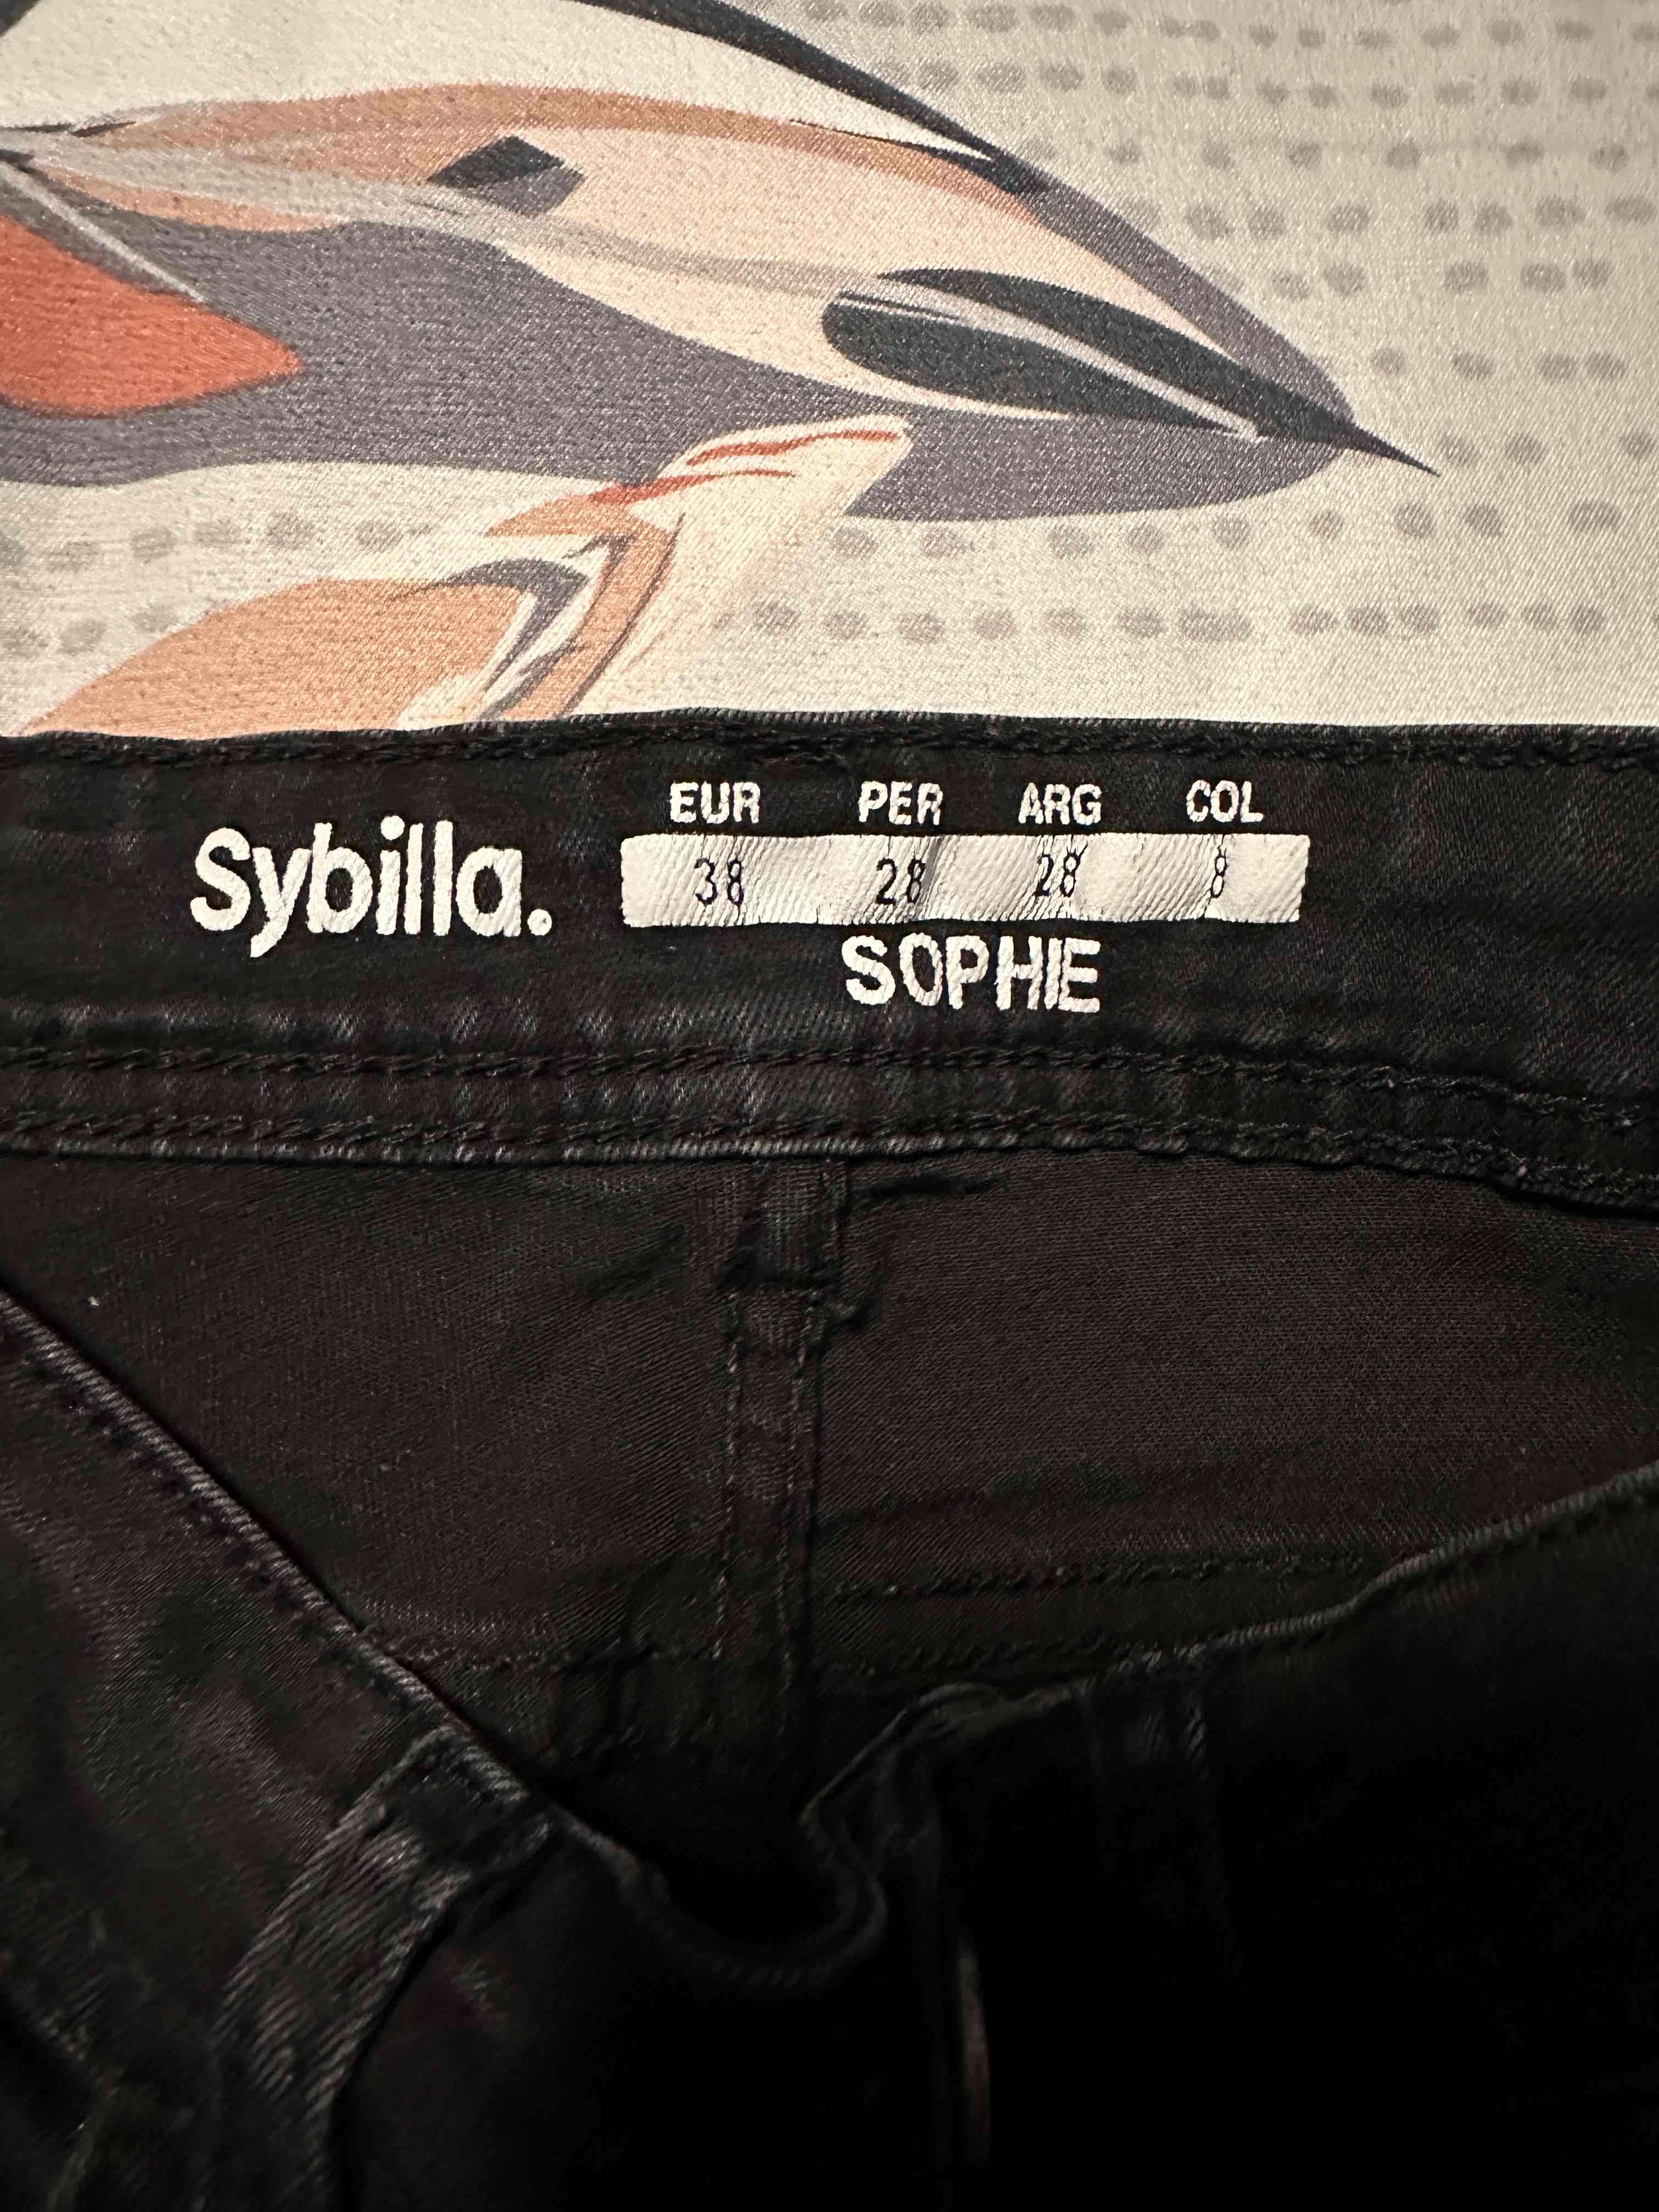 Sybilla.
EUR PER ARG COL
38 28 28 8
SOPHIE